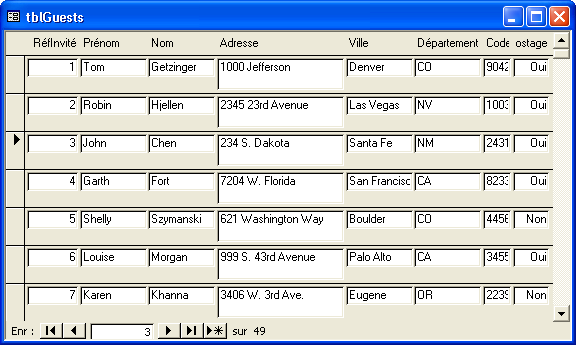 tblGuests
RéfInvité Prénom Nom Adresse Ville Département Code ostage
1 Tom Getzinger 1000 Jefferson Denver CO 9042 Oui
2 Robin Hjellen 2345 23rd Avenue Las Vegas NV 1003 Oui
3 John Chen 234 S. Dakota Santa Fe NM 2431 Oui
4 Garth Fort 7204 W. Florida San Francisc CA 8233 Oui
5 Shelly Szymanski 621 Washington Way Boulder CO 4456 Non
6 Louise Morgan 999 S. 43rd Avenue Palo Alto CA 3455 Oui
7 Karen Khanna 3406 W. 3rd Ave. Eugene OR 2239 Non
Enr : 3 sur 49